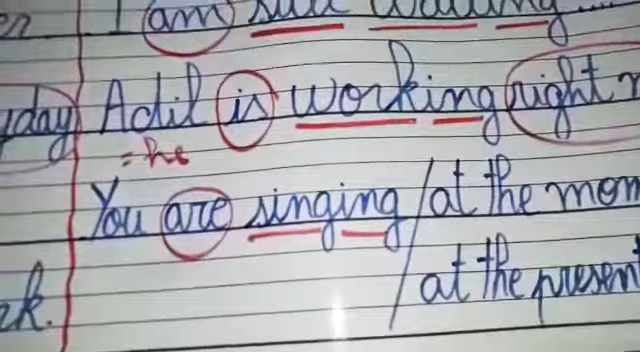 I am still waiting....
Adil is working right
= he
You are singing / at the mom
/ at the present